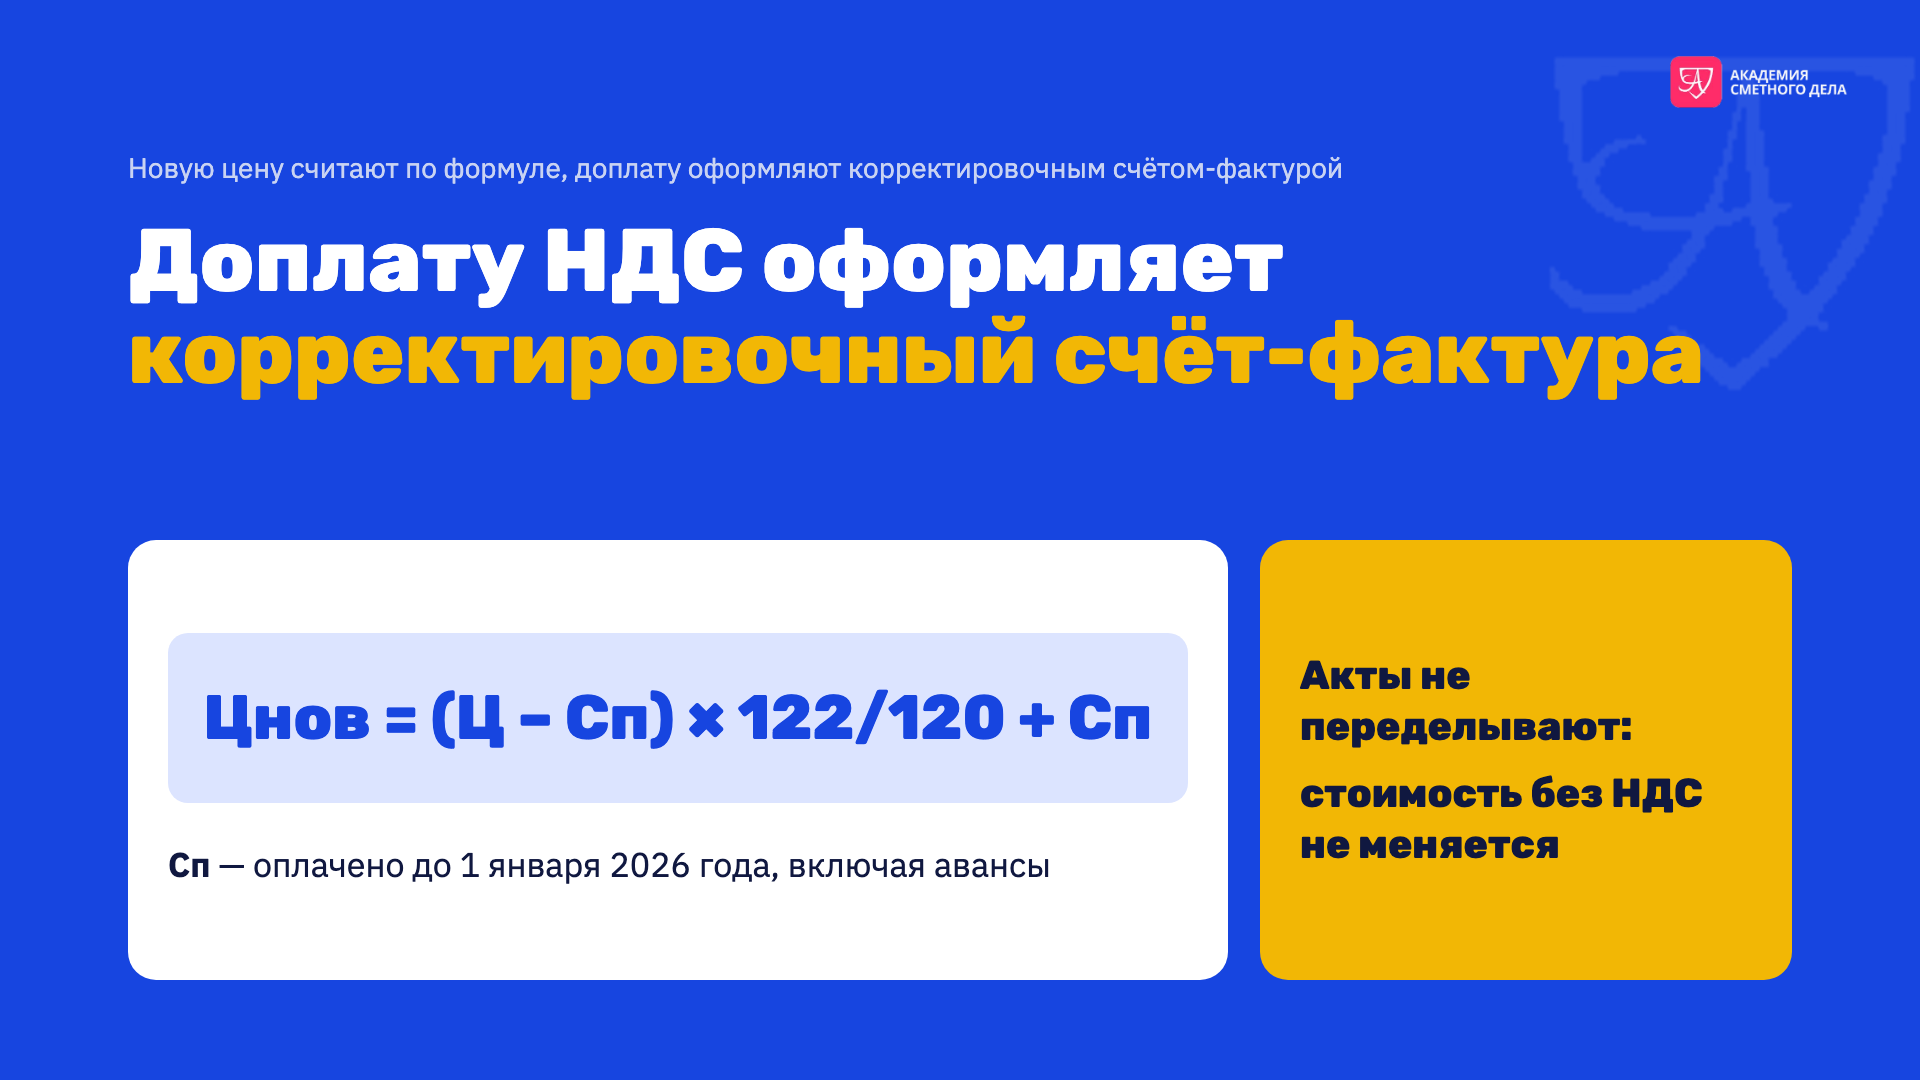 АКАДЕМИЯ
СМЕТНОГО ДЕЛА
Новую цену считают по формуле, доплату оформляют корректировочным счётом-фактурой
Доплату НДС оформляет
корректировочный счёт-фактура
Цнов = (Ц – Сп) × 122/120 + Сп
Сп — оплачено до 1 января 2026 года, включая авансы
Акты не
переделывают:
стоимость без НДС
не меняется